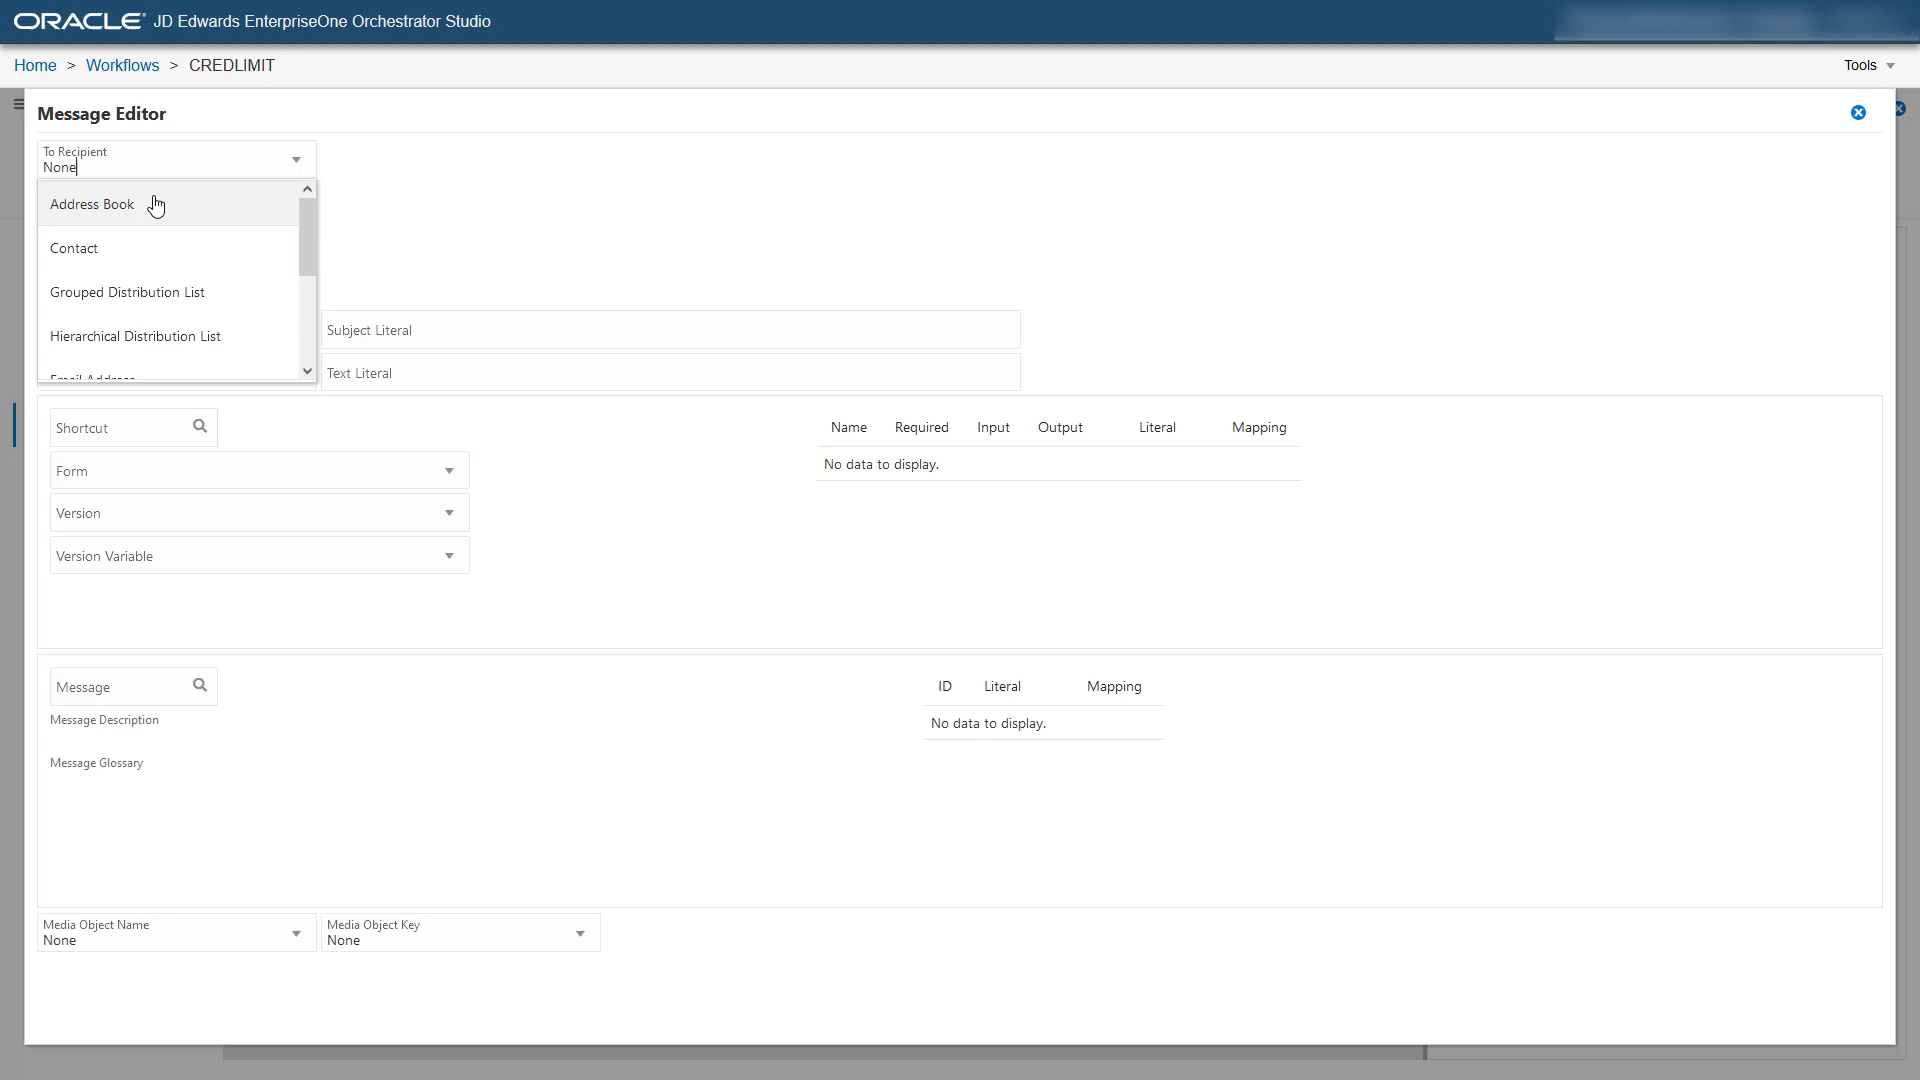 ORACLE JD Edwards EnterpriseOne Orchestrator Studio
Home > Workflows > CREDLIMIT
Tools
Message Editor
To Recipient
None
Address Book
Contact
Grouped Distribution List
Hierarchical Distribution List
Email Address
Subject Literal
Text Literal
Shortcut
Form
Version
Version Variable
Name Required Input Output Literal Mapping
No data to display.
Message
Message Description
Message Glossary
ID Literal Mapping
No data to display.
Media Object Name
None
Media Object Key
None